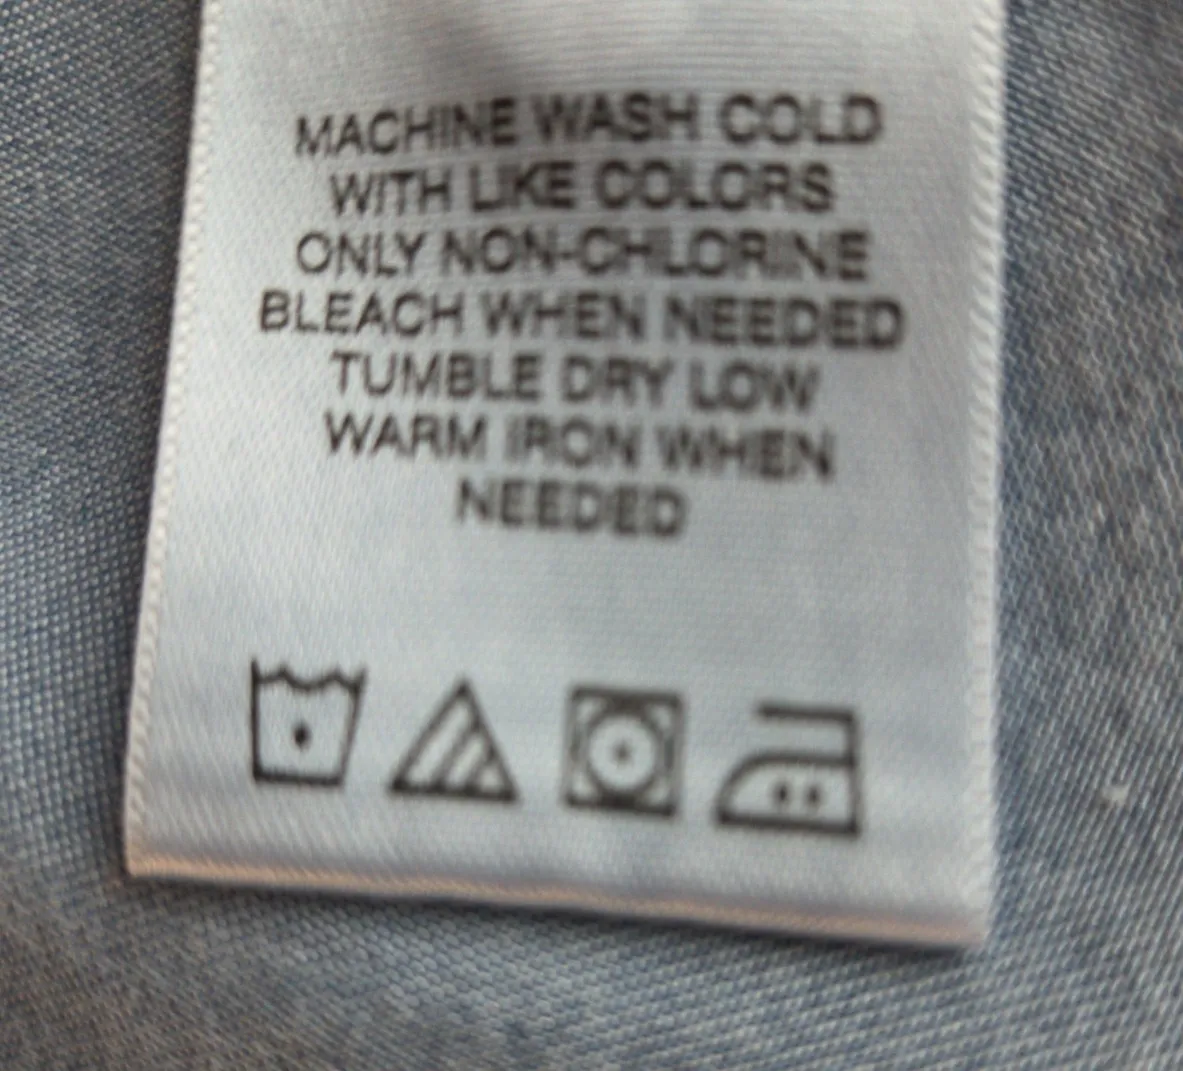 MACHINE WASH COLD
WITH LIKE COLORS
ONLY NON-CHLORINE
BLEACH WHEN NEEDED
TUMBLE DRY LOW
WARM IRON WHEN
NEEDED